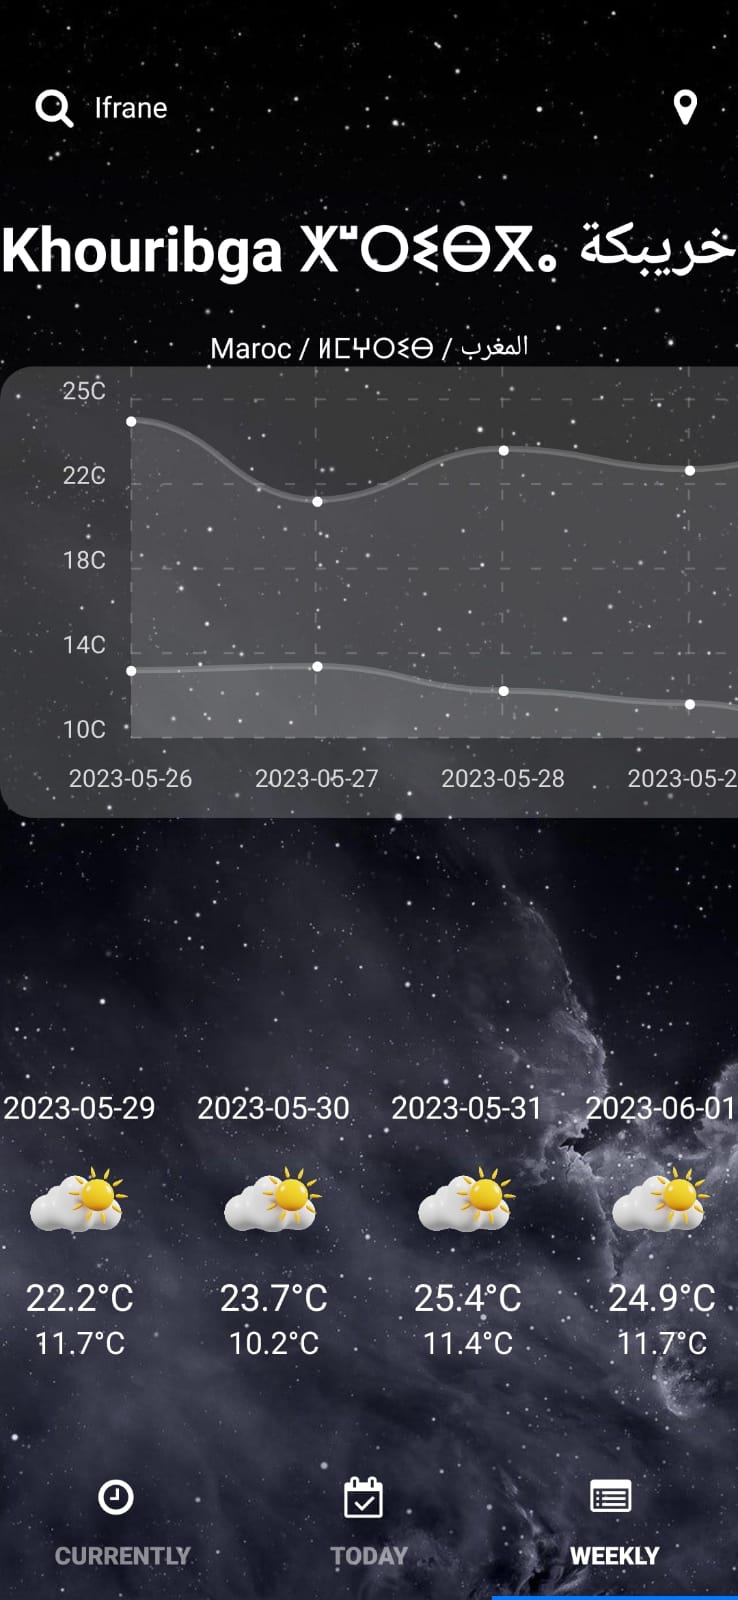 Ifrane
Khouribga ⵅⵯⵔⵉⴱⴳⴰ خريبكة
Maroc / ⵍⵎⵖⵔⵉⴱ / المغرب
25C
22C
18C
14C
10C
2023-05-26 2023-05-27 2023-05-28 2023-05-2
2023-05-29 2023-05-30 2023-05-31 2023-06-01
22.2°C 23.7°C 25.4°C 24.9°C
11.7°C 10.2°C 11.4°C 11.7°C
CURRENTLY TODAY WEEKLY